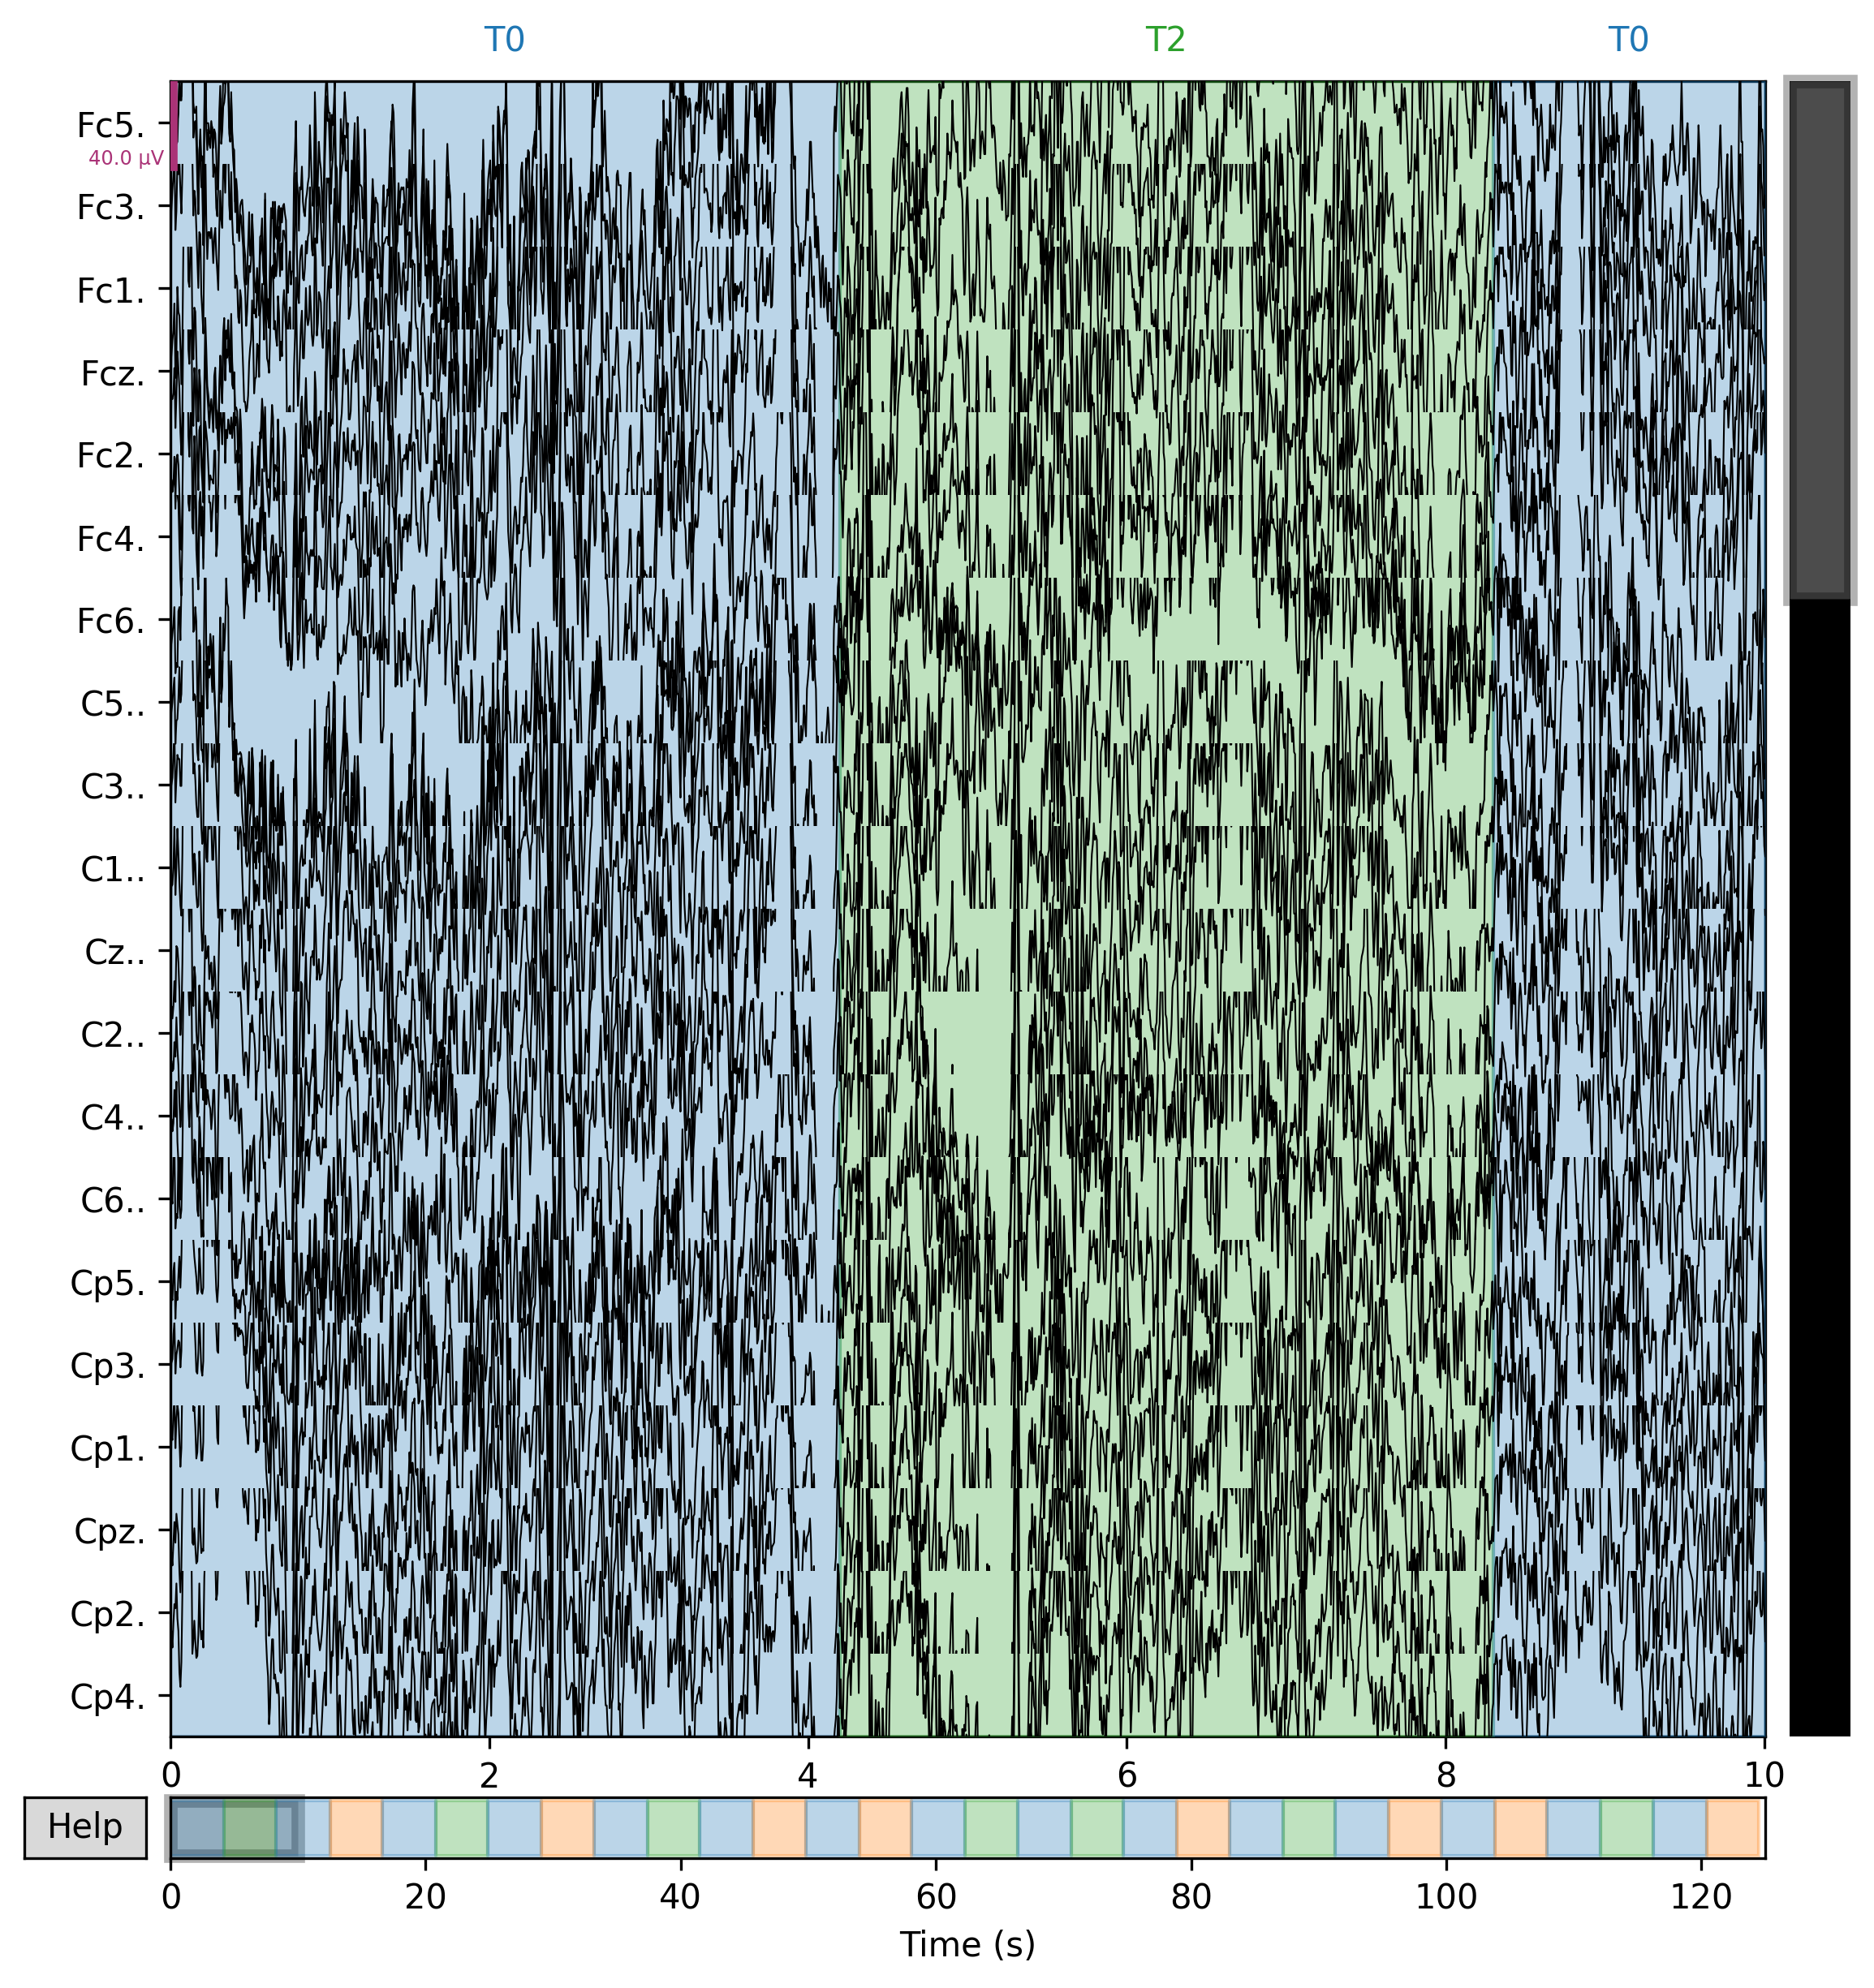 T0 T2 T0
Fc5.
40.0 µV
Fc3.
Fc1.
Fcz.
Fc2.
Fc4.
Fc6.
C5..
C3..
C1..
Cz..
C2..
C4..
C6..
Cp5.
Cp3.
Cp1.
Cpz.
Cp2.
Cp4.
0 2 4 6 8 10
Help
0 20 40 60 80 100 120
Time (s)